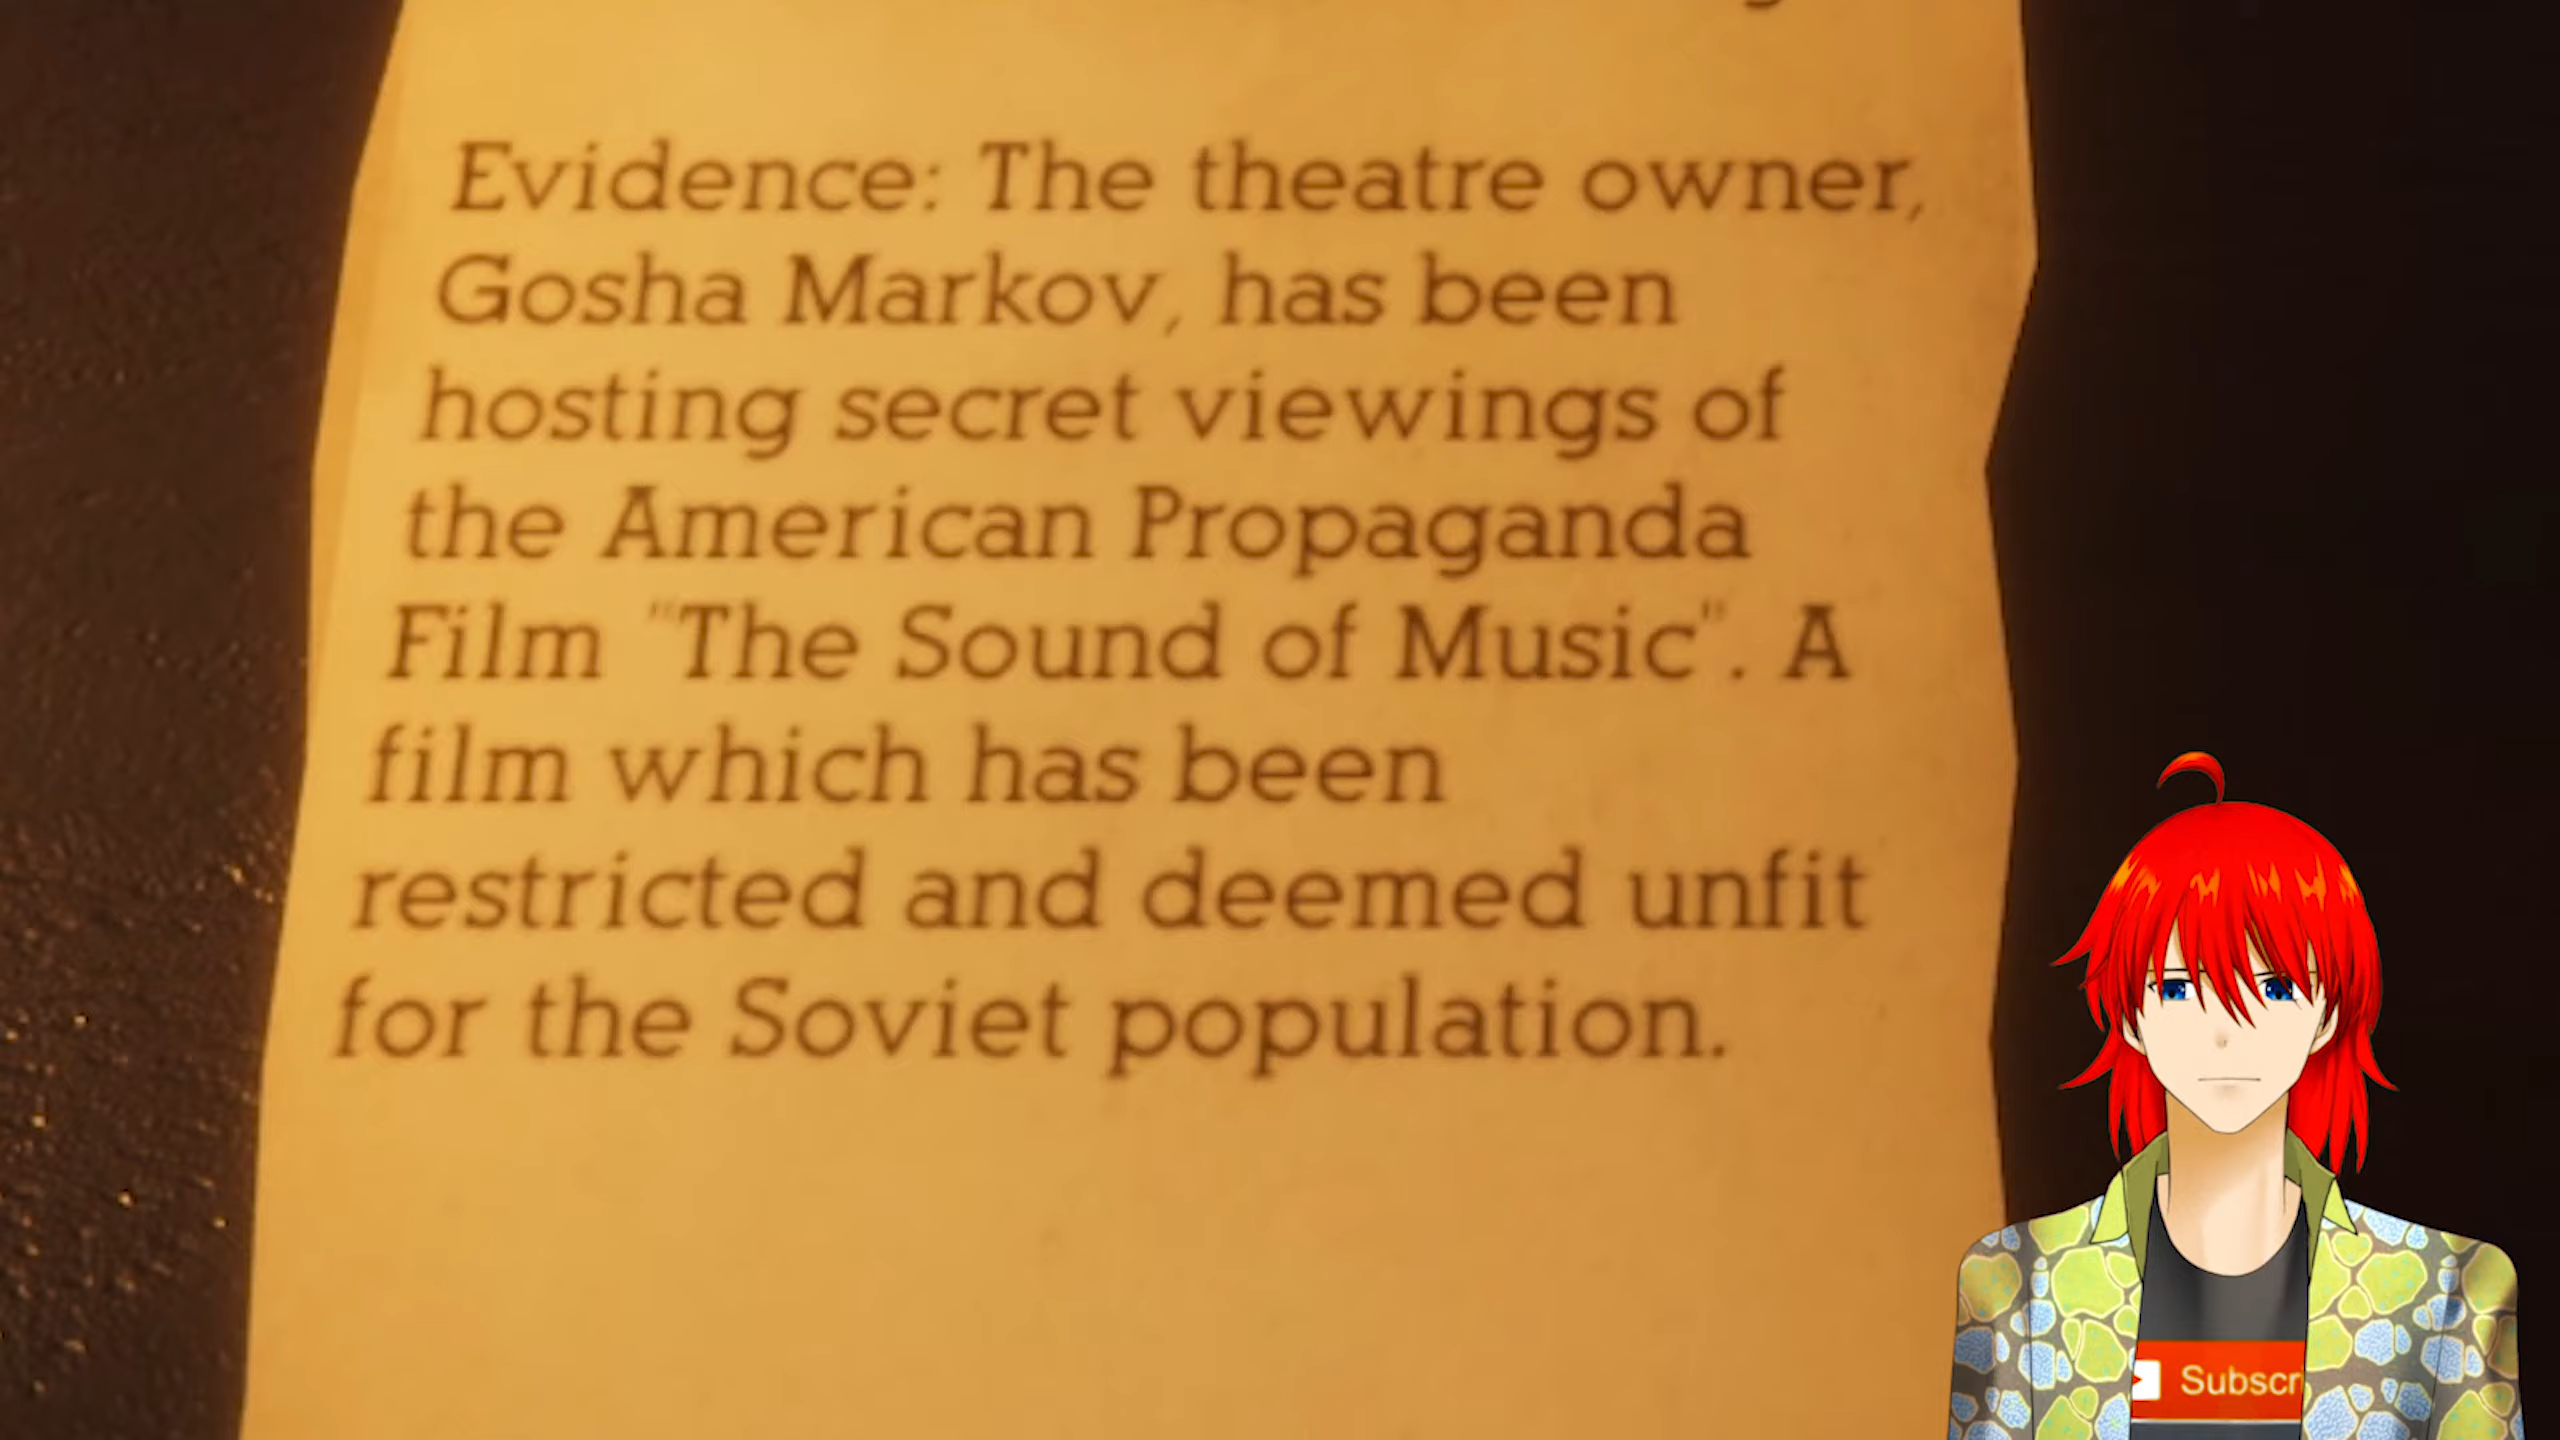 Evidence: The theatre owner,
Gosha Markov, has been
hosting secret viewings of
the American Propaganda
Film "The Sound of Music". A
film which has been
restricted and deemed unfit
for the Soviet population.
Subscr